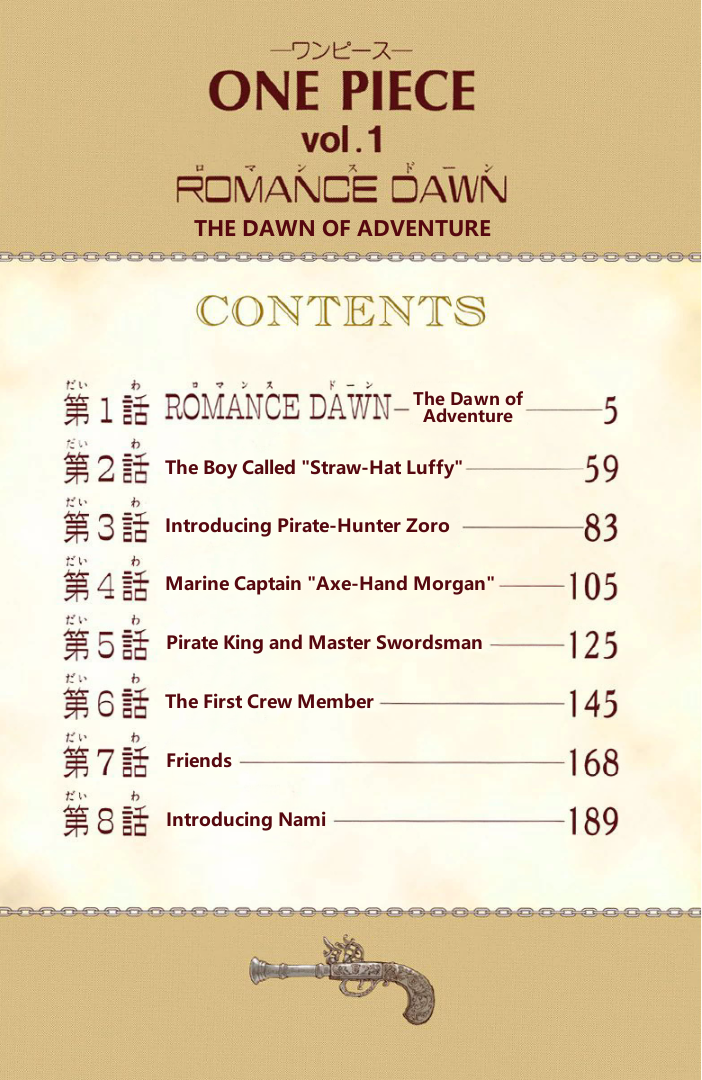 —ワンピース—
ONE PIECE
vol.1
ロマンスドーン
ROMANCE DAWN
THE DAWN OF ADVENTURE
CONTENTS
だい わ ロマンス ドーン
第1話 ROMANCE DAWN—The Dawn of Adventure 5
だい わ
第2話 The Boy Called "Straw-Hat Luffy" 59
だい わ
第3話 Introducing Pirate-Hunter Zoro 83
だい わ
第4話 Marine Captain "Axe-Hand Morgan" 105
だい わ
第5話 Pirate King and Master Swordsman 125
だい わ
第6話 The First Crew Member 145
だい わ
第7話 Friends 168
だい わ
第8話 Introducing Nami 189